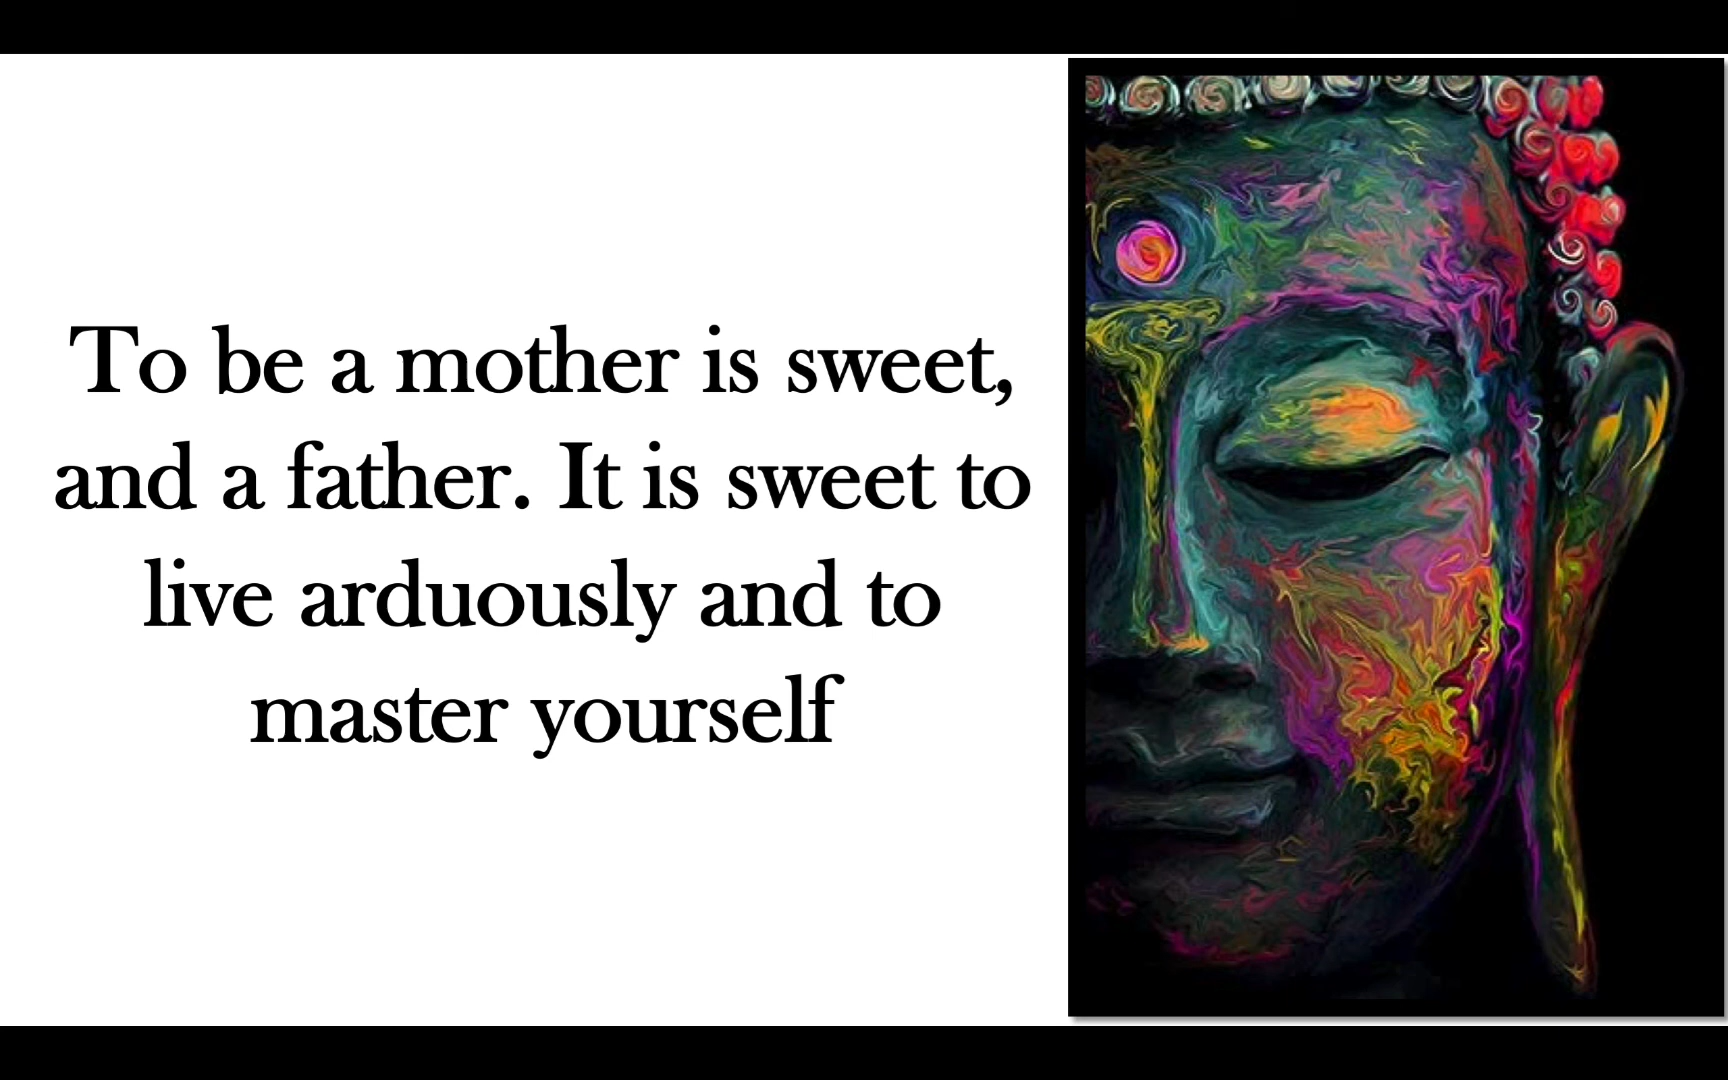 To be a mother is sweet,
and a father. It is sweet to
live arduously and to
master yourself